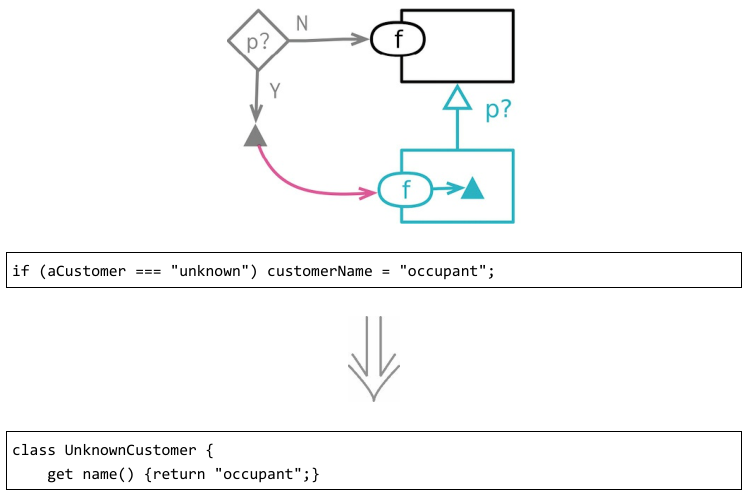 p?
N
f
Y
p?
f
if (aCustomer === "unknown") customerName = "occupant";
class UnknownCustomer {
get name() {return "occupant";}